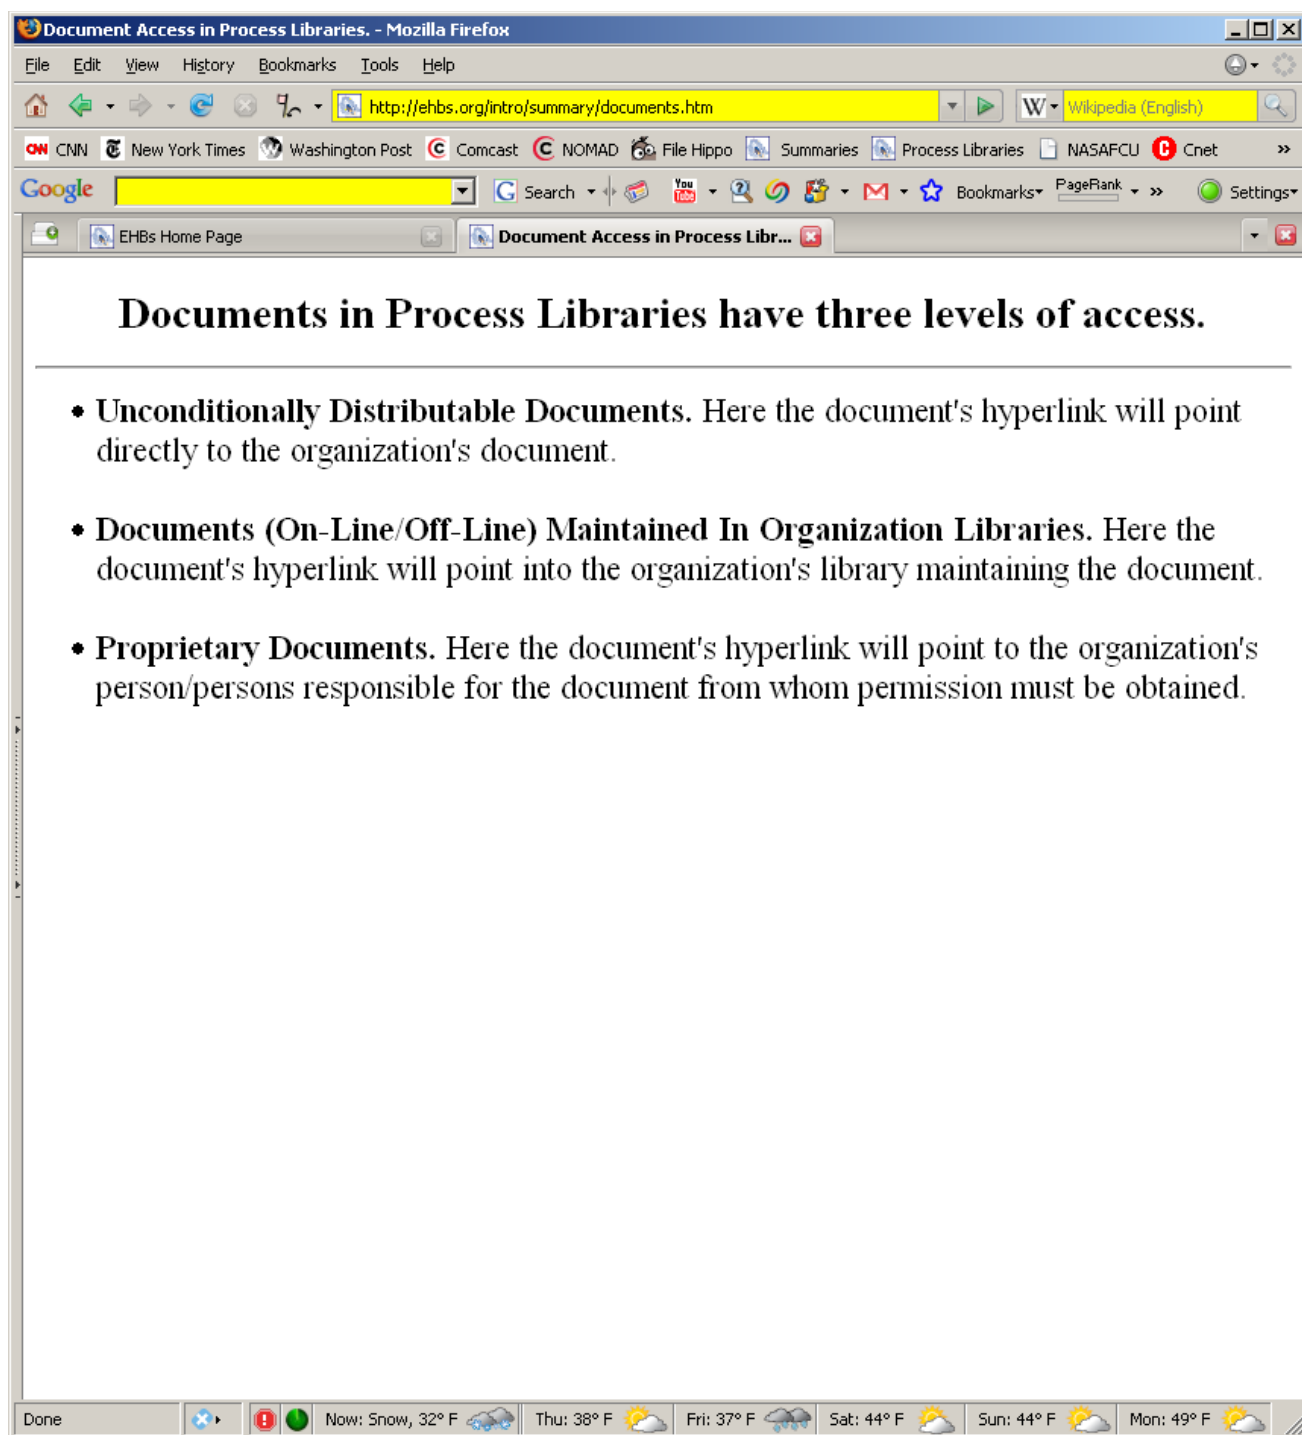 Document Access in Process Libraries. - Mozilla Firefox
File Edit View History Bookmarks Tools Help
http://ehbs.org/intro/summary/documents.htm W Wikipedia (English)
CNN CNN New York Times Washington Post C Comcast C NOMAD File Hippo Summaries Process Libraries NASAFCU C Cnet »
Google G Search You Tube M Bookmarks PageRank » Settings
EHBs Home Page Document Access in Process Libr...
Documents in Process Libraries have three levels of access.
• Unconditionally Distributable Documents. Here the document's hyperlink will point
directly to the organization's document.
• Documents (On-Line/Off-Line) Maintained In Organization Libraries. Here the
document's hyperlink will point into the organization's library maintaining the document.
• Proprietary Documents. Here the document's hyperlink will point to the organization's
person/persons responsible for the document from whom permission must be obtained.
Done Now: Snow, 32° F Thu: 38° F Fri: 37° F Sat: 44° F Sun: 44° F Mon: 49° F